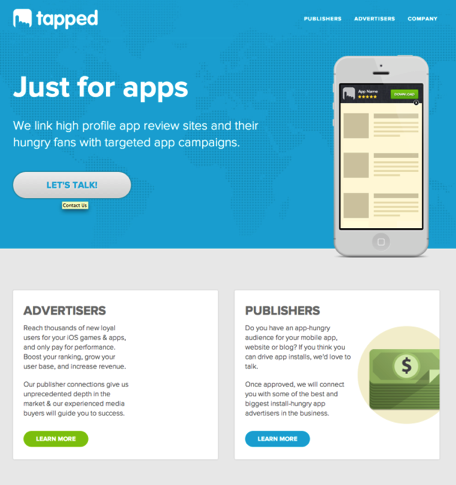 tapped
PUBLISHERS ADVERTISERS COMPANY
Just for apps
We link high profile app review sites and their
hungry fans with targeted app campaigns.
LET'S TALK!
Contact Us
App Name
DOWNLOAD
ADVERTISERS
Reach thousands of new loyal
users for your iOS games & apps,
and only pay for performance.
Boost your ranking, grow your
user base, and increase revenue.
Our publisher connections give us
unprecedented depth in the
market & our experienced media
buyers will guide you to success.
LEARN MORE
PUBLISHERS
Do you have an app-hungry
audience for your mobile app,
website or blog? If you think you
can drive app installs, we'd love to
talk.
Once approved, we will connect
you with some of the best and
biggest install-hungry app
advertisers in the business.
LEARN MORE
$